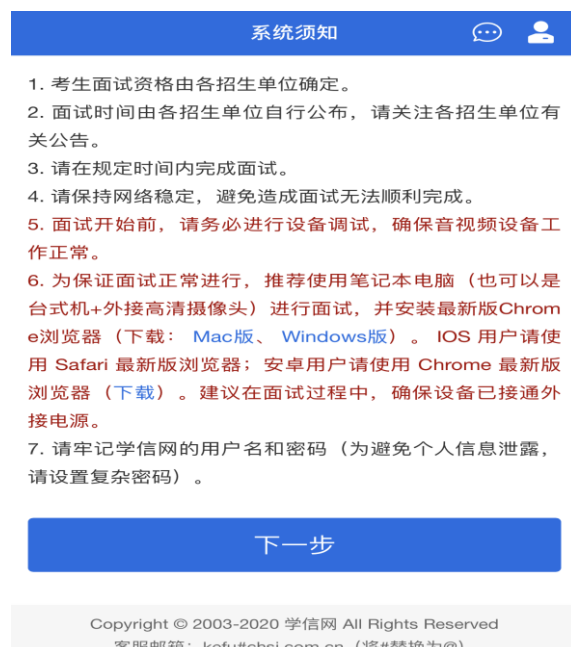 系统须知
1. 考生面试资格由各招生单位确定。
2. 面试时间由各招生单位自行公布，请关注各招生单位有
关公告。
3. 请在规定时间内完成面试。
4. 请保持网络稳定，避免造成面试无法顺利完成。
5. 面试开始前，请务必进行设备调试，确保音视频设备工
作正常。
6. 为保证面试正常进行，推荐使用笔记本电脑（也可以是
台式机+外接高清摄像头）进行面试，并安装最新版Chrom
e浏览器（下载： Mac版、 Windows版）。 IOS 用户请使
用 Safari 最新版浏览器；安卓用户请使用 Chrome 最新版
浏览器（下载）。建议在面试过程中，确保设备已接通外
接电源。
7. 请牢记学信网的用户名和密码（为避免个人信息泄露，
请设置复杂密码）。
下一步
Copyright © 2003-2020 学信网 All Rights Reserved
客服邮箱：kefu#chsi.com.cn（将#替换为@）